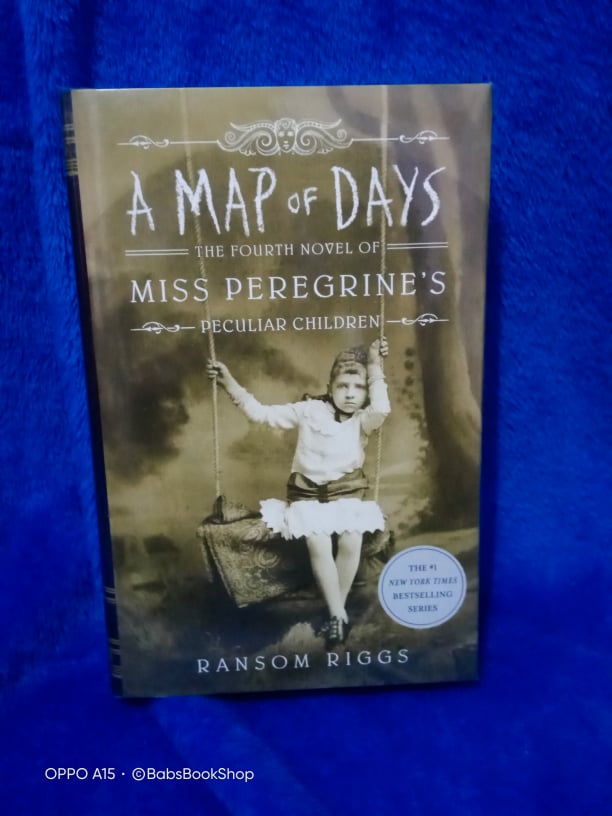 A MAP OF DAYS
THE FOURTH NOVEL OF
MISS PEREGRINE'S
PECULIAR CHILDREN
THE #1
NEW YORK TIMES
BESTSELLING
SERIES
RANSOM RIGGS
OPPO A15 · ©BabsBookShop